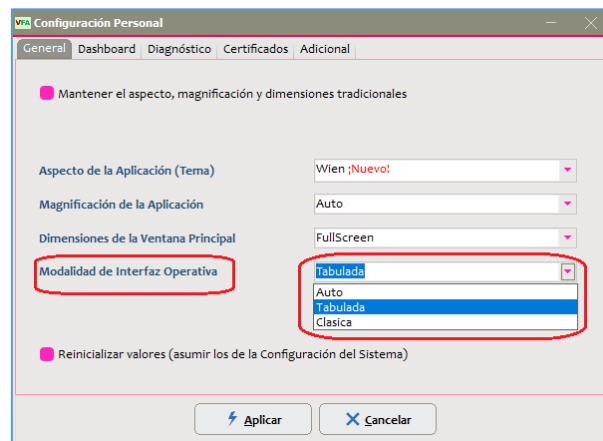 VFA Configuración Personal
General Dashboard Diagnóstico Certificados Adicional
Mantener el aspecto, magnificación y dimensiones tradicionales
Aspecto de la Aplicación (Tema) Wien ¡Nuevo!
Magnificación de la Aplicación Auto
Dimensiones de la Ventana Principal FullScreen
Modalidad de Interfaz Operativa Tabulada
Auto
Tabulada
Clasica
Reinicializar valores (asumir los de la Configuración del Sistema)
Aplicar Cancelar